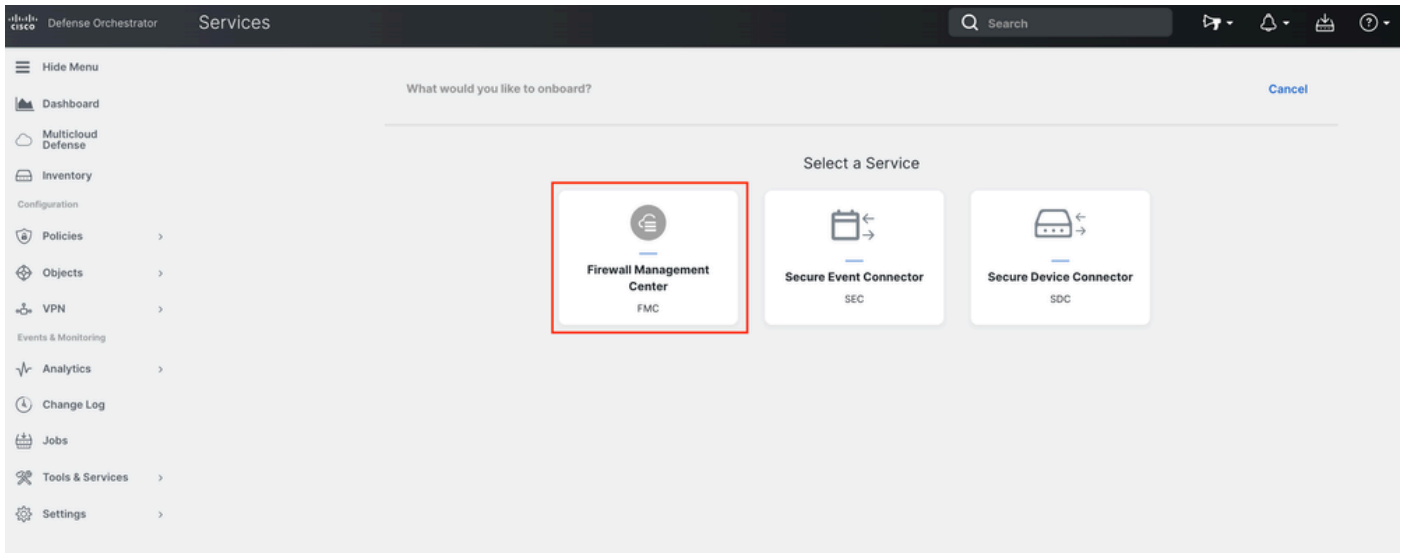 CISCO Defense Orchestrator Services Search
Hide Menu
Dashboard
Multicloud
Defense
Inventory
Configuration
Policies
Objects
VPN
Events & Monitoring
Analytics
Change Log
Jobs
Tools & Services
Settings
What would you like to onboard? Cancel
Select a Service
Firewall Management
Center
FMC
Secure Event Connector
SEC
Secure Device Connector
SDC